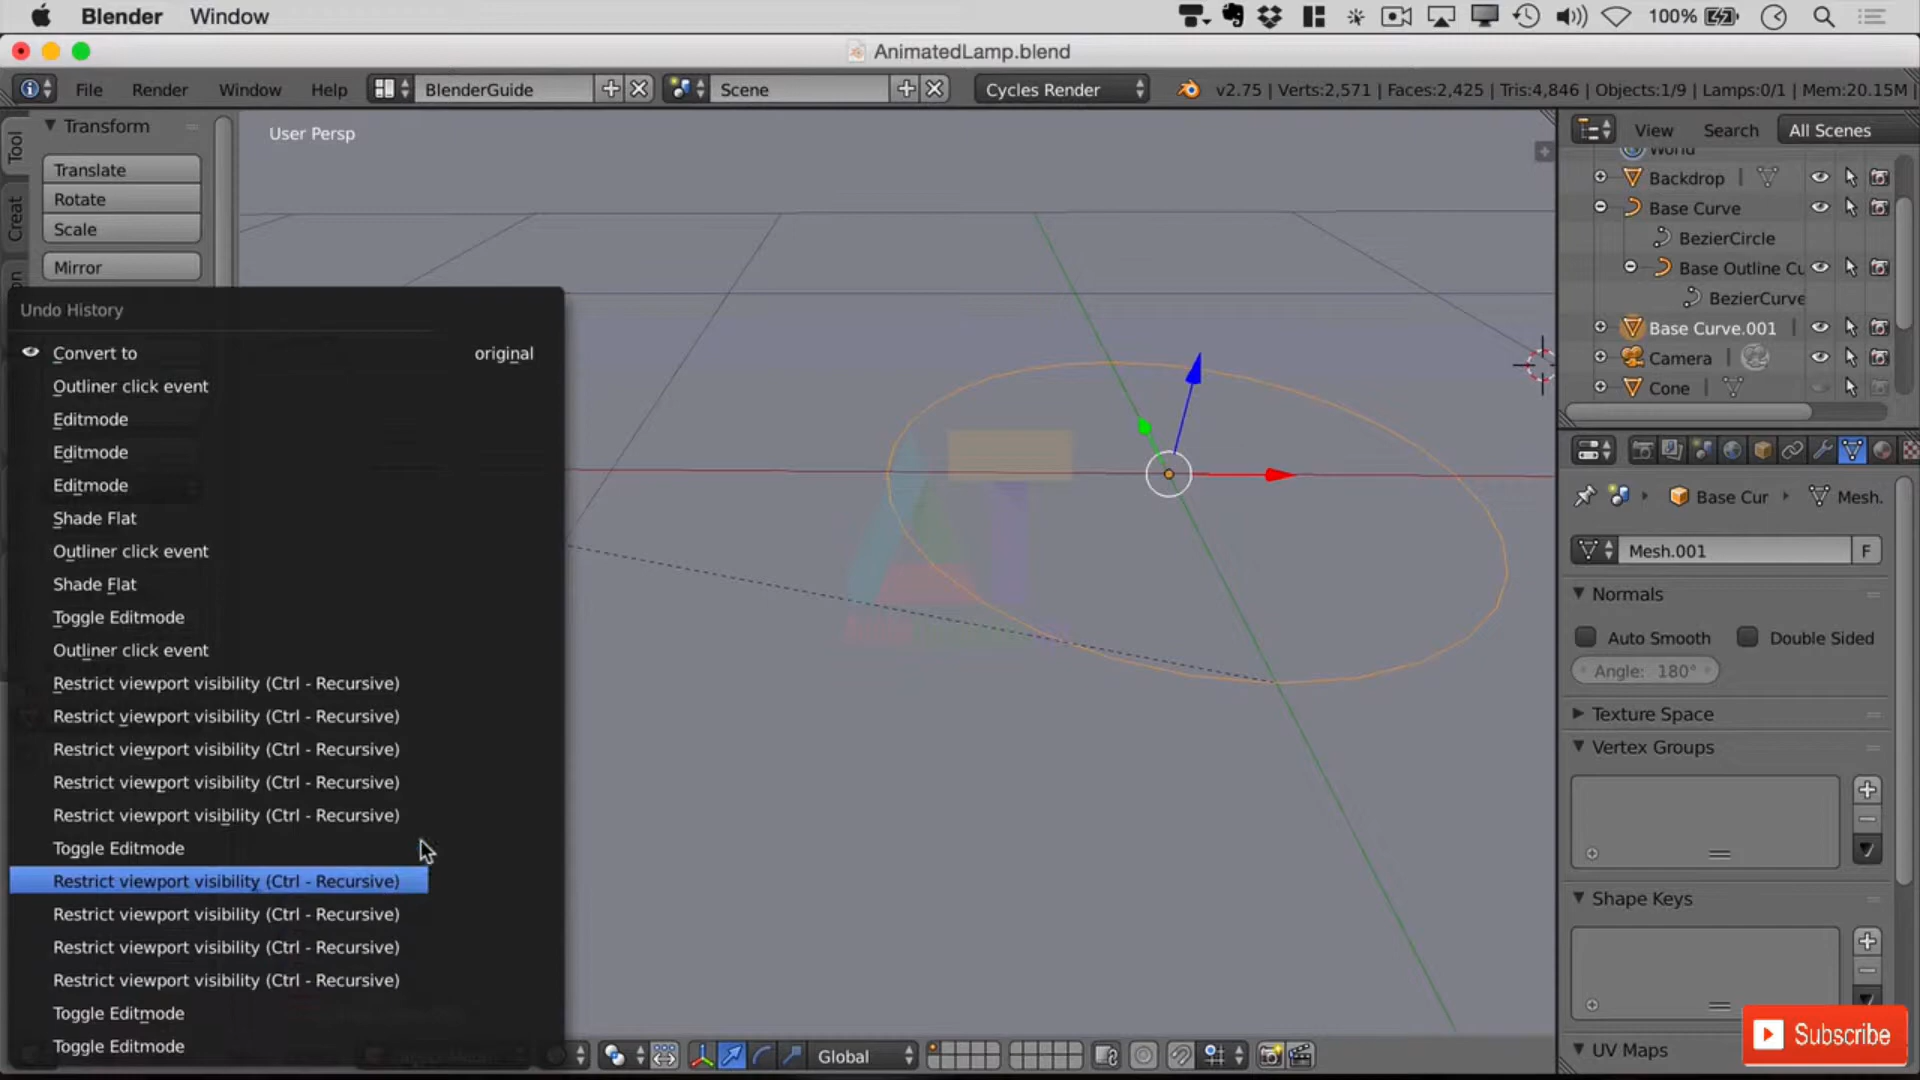 Blender Window 100%
AnimatedLamp.blend
File Render Window Help BlenderGuide Scene Cycles Render v2.75 | Verts:2,571 | Faces:2,425 | Tris:4,846 | Objects:1/9 | Lamps:0/1 | Mem:20.15M |
Tool
Creat
Transform
Translate
Rotate
Scale
Mirror
User Persp
Undo History
Convert to original
Outliner click event
Editmode
Editmode
Editmode
Shade Flat
Outliner click event
Shade Flat
Toggle Editmode
Outliner click event
Restrict viewport visibility (Ctrl - Recursive)
Restrict viewport visibility (Ctrl - Recursive)
Restrict viewport visibility (Ctrl - Recursive)
Restrict viewport visibility (Ctrl - Recursive)
Restrict viewport visibility (Ctrl - Recursive)
Toggle Editmode
Restrict viewport visibility (Ctrl - Recursive)
Restrict viewport visibility (Ctrl - Recursive)
Restrict viewport visibility (Ctrl - Recursive)
Restrict viewport visibility (Ctrl - Recursive)
Toggle Editmode
Toggle Editmode
Global
View Search All Scenes
World
Backdrop
Base Curve
BezierCircle
Base Outline Cu
BezierCurve
Base Curve.001
Camera
Cone
Base Cur Mesh.
Mesh.001 F
Normals
Auto Smooth Double Sided
Angle: 180°
Texture Space
Vertex Groups
Shape Keys
UV Maps
Subscribe